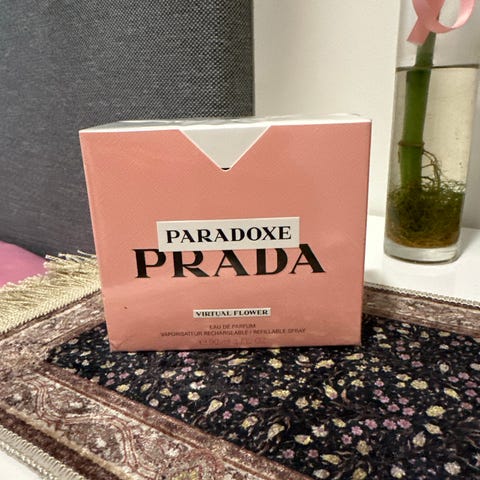 PARADOXE
PRADA
VIRTUAL FLOWER
EAU DE PARFUM
VAPORISATEUR RECHARGEABLE / REFILLABLE SPRAY